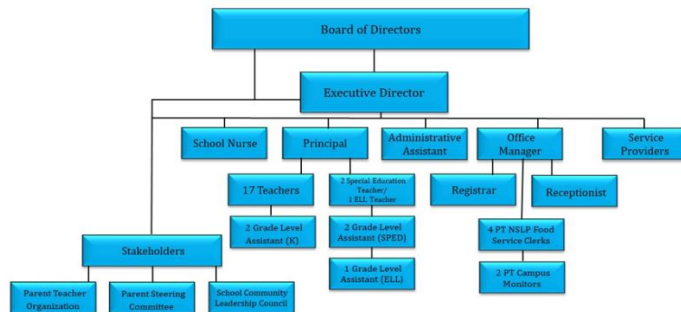 Board of Directors
Executive Director
School Nurse
Principal
Administrative
Assistant
Office
Manager
Service
Providers
17 Teachers
2 Special Education
Teacher/
1 ELL Teacher
Registrar
Receptionist
2 Grade Level
Assistant (K)
2 Grade Level
Assistant (SPED)
4 PT NSLP Food
Service Clerks
Stakeholders
1 Grade Level
Assistant (ELL)
2 PT Campus
Monitors
Parent Teacher
Organization
Parent Steering
Committee
School Community
Leadership Council